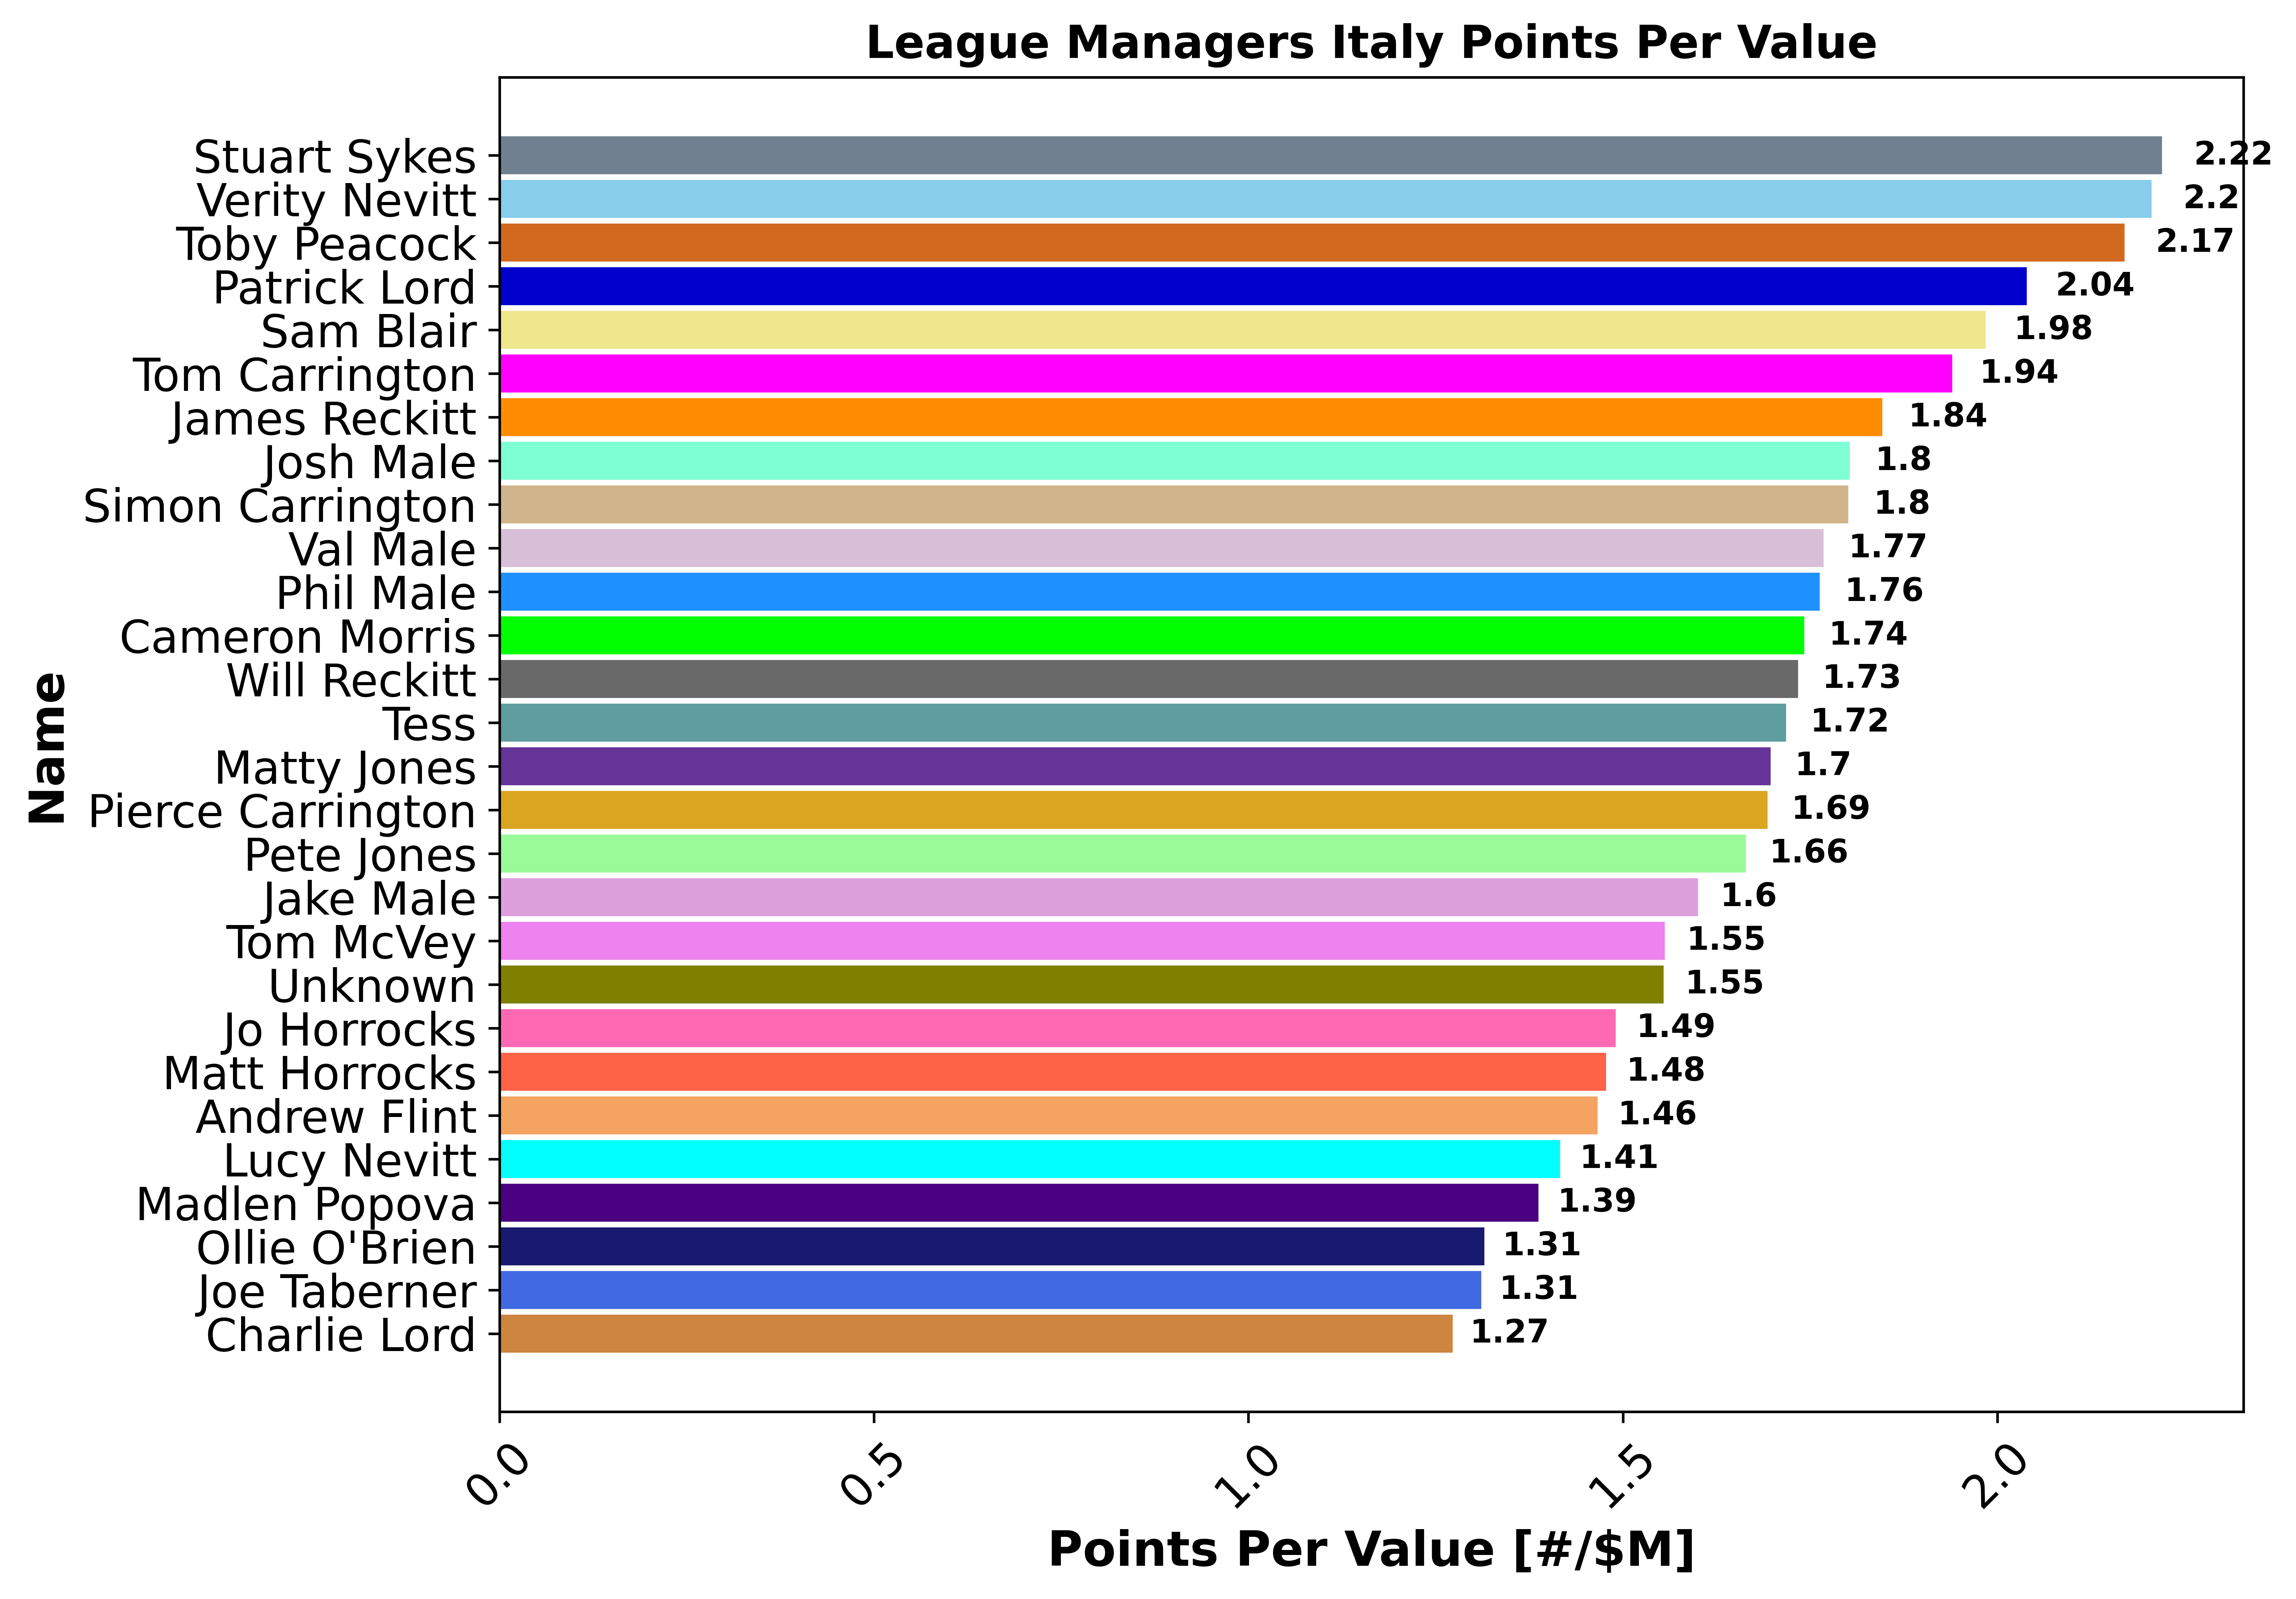 League Managers Italy Points Per Value
Stuart Sykes 2.22
Verity Nevitt 2.2
Toby Peacock 2.17
Patrick Lord 2.04
Sam Blair 1.98
Tom Carrington 1.94
James Reckitt 1.84
Josh Male 1.8
Simon Carrington 1.8
Val Male 1.77
Phil Male 1.76
Cameron Morris 1.74
Will Reckitt 1.73
Tess 1.72
Matty Jones 1.7
Pierce Carrington 1.69
Pete Jones 1.66
Jake Male 1.6
Tom McVey 1.55
Unknown 1.55
Jo Horrocks 1.49
Matt Horrocks 1.48
Andrew Flint 1.46
Lucy Nevitt 1.41
Madlen Popova 1.39
Ollie O'Brien 1.31
Joe Taberner 1.31
Charlie Lord 1.27
Name
0.0 0.5 1.0 1.5 2.0
Points Per Value [#/$M]